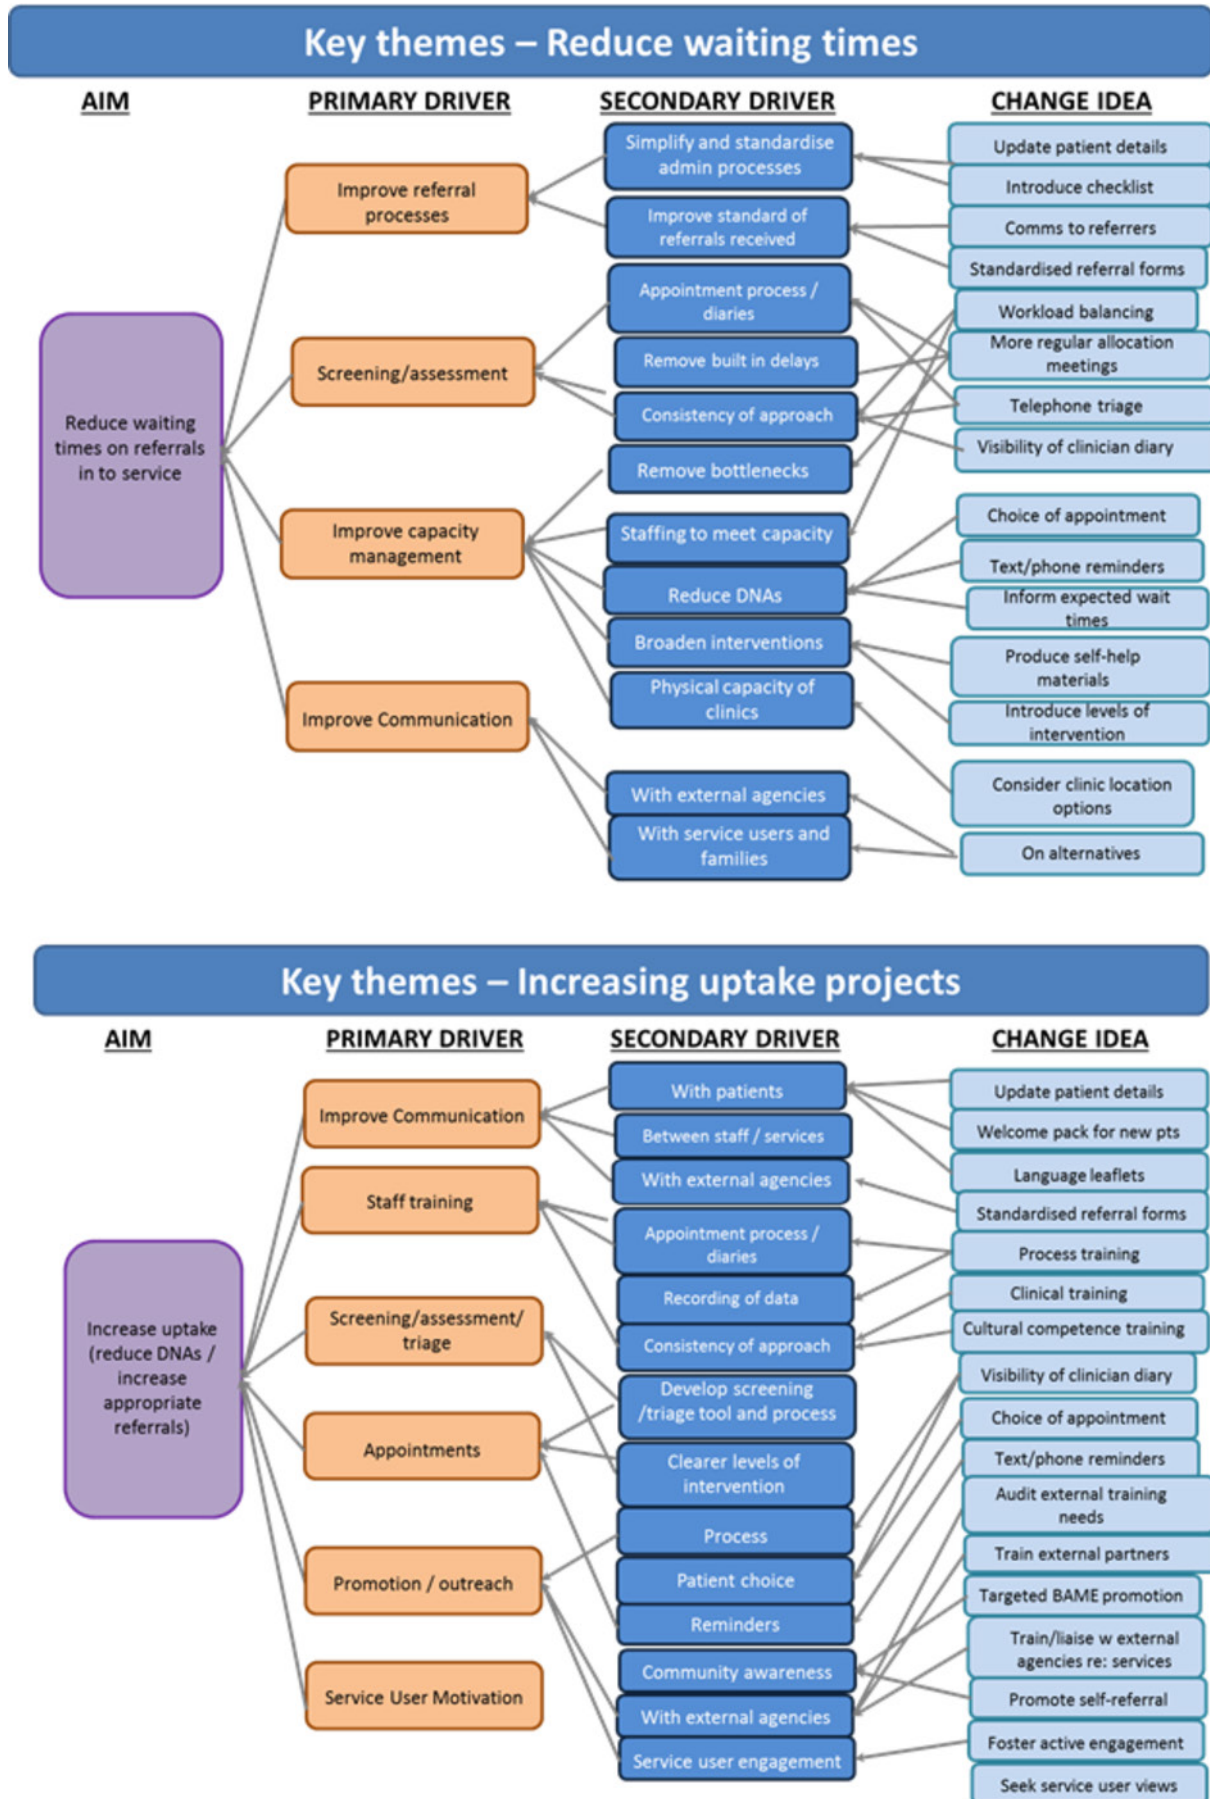 Key themes – Reduce waiting times
AIM
PRIMARY DRIVER
SECONDARY DRIVER
CHANGE IDEA
Reduce waiting
times on referrals
in to service
Improve referral
processes
Screening/assessment
Improve capacity
management
Improve Communication
Simplify and standardise
admin processes
Improve standard of
referrals received
Appointment process /
diaries
Remove built in delays
Consistency of approach
Remove bottlenecks
Staffing to meet capacity
Reduce DNAs
Broaden interventions
Physical capacity of
clinics
With external agencies
With service users and
families
Update patient details
Introduce checklist
Comms to referrers
Standardised referral forms
Workload balancing
More regular allocation
meetings
Telephone triage
Visibility of clinician diary
Choice of appointment
Text/phone reminders
Inform expected wait
times
Produce self-help
materials
Introduce levels of
intervention
Consider clinic location
options
On alternatives
Key themes – Increasing uptake projects
AIM
PRIMARY DRIVER
SECONDARY DRIVER
CHANGE IDEA
Increase uptake
(reduce DNAs /
increase
appropriate
referrals)
Improve Communication
Staff training
Screening/assessment/
triage
Appointments
Promotion / outreach
Service User Motivation
With patients
Between staff / services
With external agencies
Appointment process /
diaries
Recording of data
Consistency of approach
Develop screening
/triage tool and process
Clearer levels of
intervention
Process
Patient choice
Reminders
Community awareness
With external agencies
Service user engagement
Update patient details
Welcome pack for new pts
Language leaflets
Standardised referral forms
Process training
Clinical training
Cultural competence training
Visibility of clinician diary
Choice of appointment
Text/phone reminders
Audit external training
needs
Train external partners
Targeted BAME promotion
Train/liaise w external
agencies re: services
Promote self-referral
Foster active engagement
Seek service user views